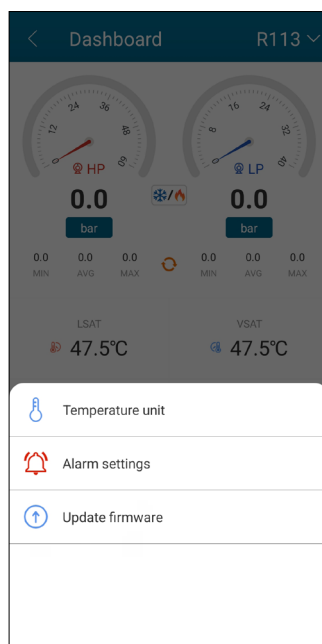 Dashboard R113
12 24 36 48 60 8 16 24 32 40
HP LP
0.0 0.0
bar bar
0.0 0.0 0.0 0.0 0.0 0.0
MIN AVG MAX MIN AVG MAX
LSAT VSAT
47.5℃ 47.5℃
Temperature unit
Alarm settings
Update firmware